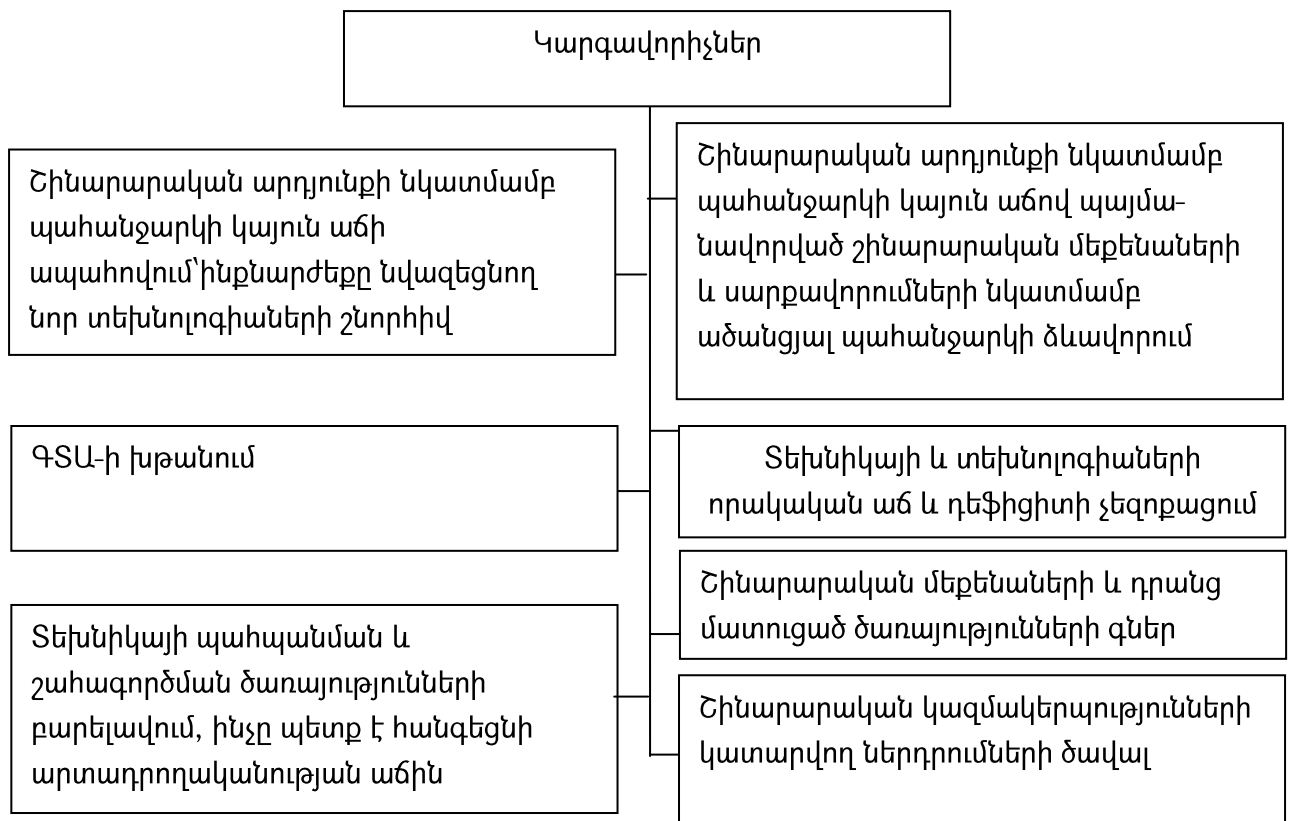 Կարգավորիչներ
Շինարարական արդյունքի նկատմամբ
պահանջարկի կայուն աճի
ապահովում՝ինքնարժեքը նվազեցնող
նոր տեխնոլոգիաների շնորհիվ
Շինարարական արդյունքի նկատմամբ
պահանջարկի կայուն աճով պայմա-
նավորված շինարարական մեքենաների
և սարքավորումների նկատմամբ
ածանցյալ պահանջարկի ձևավորում
ԳՏԱ-ի խթանում
Տեխնիկայի և տեխնոլոգիաների
որակական աճ և դեֆիցիտի չեզոքացում
Շինարարական մեքենաների և դրանց
մատուցած ծառայությունների գներ
Տեխնիկայի պահպանման և
շահագործման ծառայությունների
բարելավում, ինչը պետք է հանգեցնի
արտադրողականության աճին
Շինարարական կազմակերպությունների
կատարվող ներդրումների ծավալ